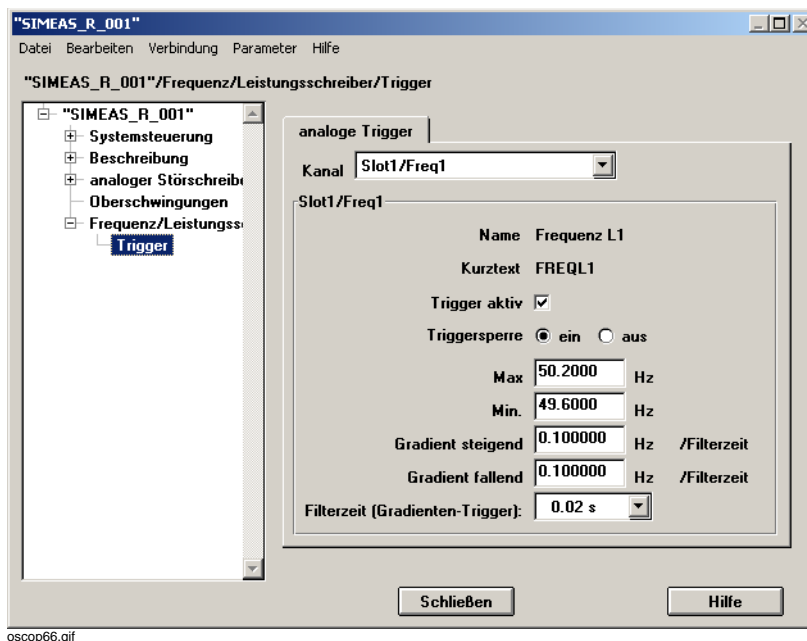 "SIMEAS_R_001"
Datei Bearbeiten Verbindung Parameter Hilfe
"SIMEAS_R_001"/Frequenz/Leistungsschreiber/Trigger
"SIMEAS_R_001"
Systemsteuerung
Beschreibung
analoger Störschreibe
Oberschwingungen
Frequenz/Leistungss
Trigger
analoge Trigger
Kanal Slot1/Freq1
Slot1/Freq1
Name Frequenz L1
Kurztext FREQL1
Trigger aktiv
Triggersperre ein aus
Max 50.2000 Hz
Min. 49.6000 Hz
Gradient steigend 0.100000 Hz /Filterzeit
Gradient fallend 0.100000 Hz /Filterzeit
Filterzeit (Gradienten-Trigger): 0.02 s
Schließen Hilfe
oscop66.gif